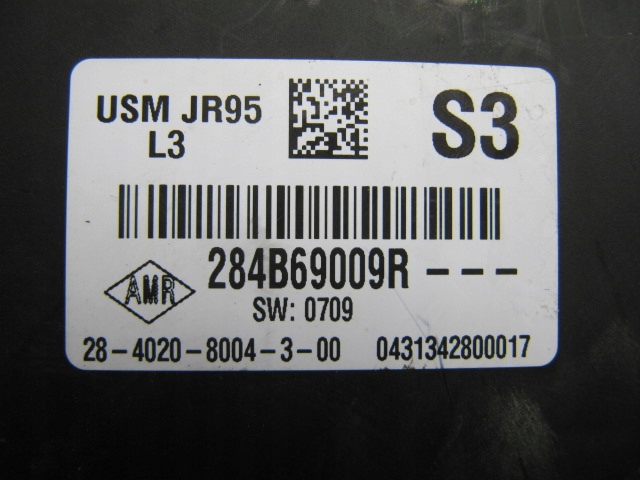 USM JR95
L3
S3
284B69009R - - -
AMR
SW: 0709
28-4020-8004-3-00 0431342800017